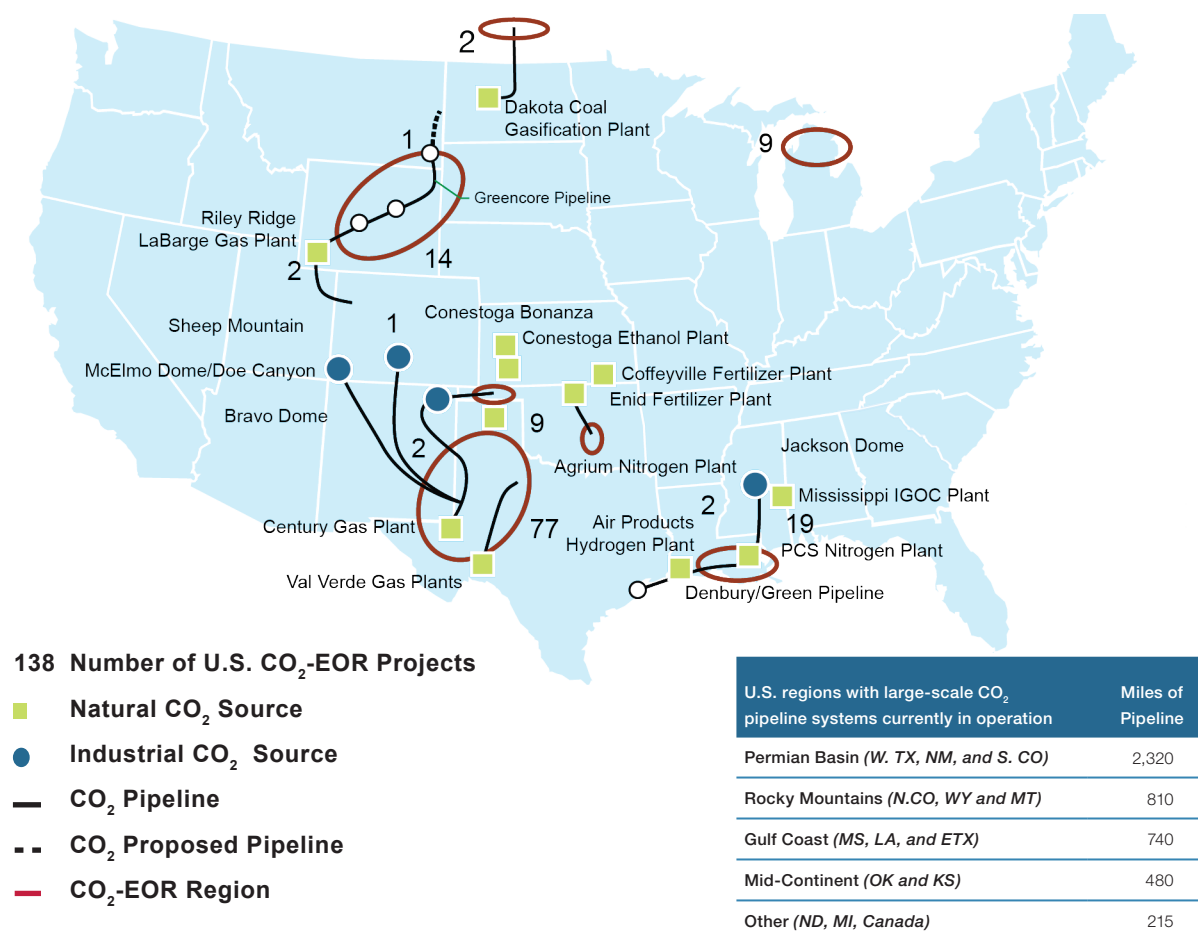 2
Dakota Coal
Gasification Plant
1
9
Greencore Pipeline
Riley Ridge
LaBarge Gas Plant
14
2
Conestoga Bonanza
Sheep Mountain
1
Conestoga Ethanol Plant
McElmo Dome/Doe Canyon
Coffeyville Fertilizer Plant
Enid Fertilizer Plant
Bravo Dome
9
2
Jackson Dome
Agrium Nitrogen Plant
Mississippi IGOC Plant
2
19
Century Gas Plant
77
Air Products
Hydrogen Plant
PCS Nitrogen Plant
Val Verde Gas Plants
Denbury/Green Pipeline
138 Number of U.S. CO2-EOR Projects
Natural CO2 Source
Industrial CO2 Source
CO2 Pipeline
CO2 Proposed Pipeline
CO2-EOR Region
U.S. regions with large-scale CO2
pipeline systems currently in operation
Miles of
Pipeline
Permian Basin (W. TX, NM, and S. CO) 2,320
Rocky Mountains (N.CO, WY and MT) 810
Gulf Coast (MS, LA, and ETX) 740
Mid-Continent (OK and KS) 480
Other (ND, MI, Canada) 215